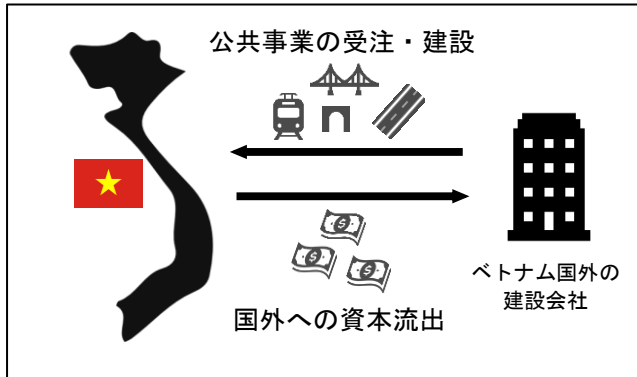 公共事業の受注・建設
ベトナム国外の
建設会社
国外への資本流出